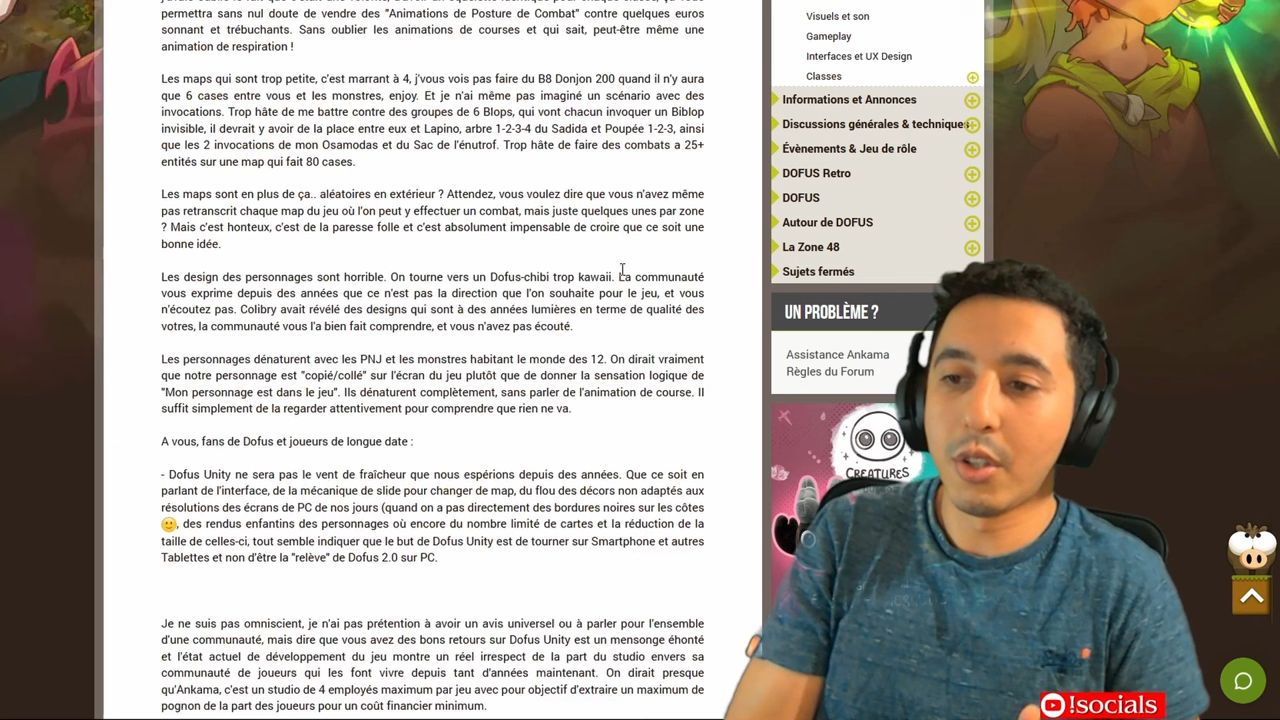 permettra sans nul doute de vendre des "Animations de Posture de Combat" contre quelques euros
sonnant et trébuchants. Sans oublier les animations de courses et qui sait, peut-être même une
animation de respiration !
Les maps qui sont trop petite, c'est marrant à 4, j'vous vois pas faire du B8 Donjon 200 quand il n'y aura
que 6 cases entre vous et les monstres, enjoy. Et je n'ai même pas imaginé un scénario avec des
invocations. Trop hâte de me battre contre des groupes de 6 Blops, qui vont chacun invoquer un Biblop
invisible, il devrait y avoir de la place entre eux et Lapino, arbre 1-2-3-4 du Sadida et Poupée 1-2-3, ainsi
que les 2 invocations de mon Osamodas et du Sac de l'énutrof. Trop hâte de faire des combats a 25+
entités sur une map qui fait 80 cases.
Les maps sont en plus de ça.. aléatoires en extérieur ? Attendez, vous voulez dire que vous n'avez même
pas retranscrit chaque map du jeu où l'on peut y effectuer un combat, mais juste quelques unes par zone
? Mais c'est honteux, c'est de la paresse folle et c'est absolument impensable de croire que ce soit une
bonne idée.
Les design des personnages sont horrible. On tourne vers un Dofus-chibi trop kawaii. La communauté
vous exprime depuis des années que ce n'est pas la direction que l'on souhaite pour le jeu, et vous
n'écoutez pas. Colibry avait révélé des designs qui sont à des années lumières en terme de qualité des
votres, la communauté vous l'a bien fait comprendre, et vous n'avez pas écouté.
Les personnages dénaturent avec les PNJ et les monstres habitant le monde des 12. On dirait vraiment
que notre personnage est "copié/collé" sur l'écran du jeu plutôt que de donner la sensation logique de
"Mon personnage est dans le jeu". Ils dénaturent complètement, sans parler de l'animation de course. Il
suffit simplement de la regarder attentivement pour comprendre que rien ne va.
A vous, fans de Dofus et joueurs de longue date :
- Dofus Unity ne sera pas le vent de fraîcheur que nous espérions depuis des années. Que ce soit en
parlant de l'interface, de la mécanique de slide pour changer de map, du flou des décors non adaptés aux
résolutions des écrans de PC de nos jours (quand on a pas directement des bordures noires sur les côtes
, des rendus enfantins des personnages où encore du nombre limité de cartes et la réduction de la
taille de celles-ci, tout semble indiquer que le but de Dofus Unity est de tourner sur Smartphone et autres
Tablettes et non d'être la "relève" de Dofus 2.0 sur PC.
Je ne suis pas omniscient, je n'ai pas prétention à avoir un avis universel ou à parler pour l'ensemble
d'une communauté, mais dire que vous avez des bons retours sur Dofus Unity est un mensonge éhonté
et l'état actuel de développement du jeu montre un réel irrespect de la part du studio envers sa
communauté de joueurs qui les font vivre depuis tant d'années maintenant. On dirait presque
qu'Ankama, c'est un studio de 4 employés maximum par jeu avec pour objectif d'extraire un maximum de
pognon de la part des joueurs pour un coût financier minimum.
Visuels et son
Gameplay
Interfaces et UX Design
Classes
Informations et Annonces
Discussions générales & techniques
Évènements & Jeu de rôle
DOFUS Retro
DOFUS
Autour de DOFUS
La Zone 48
Sujets fermés
UN PROBLÈME ?
Assistance Ankama
Règles du Forum
CREATURES
!socials